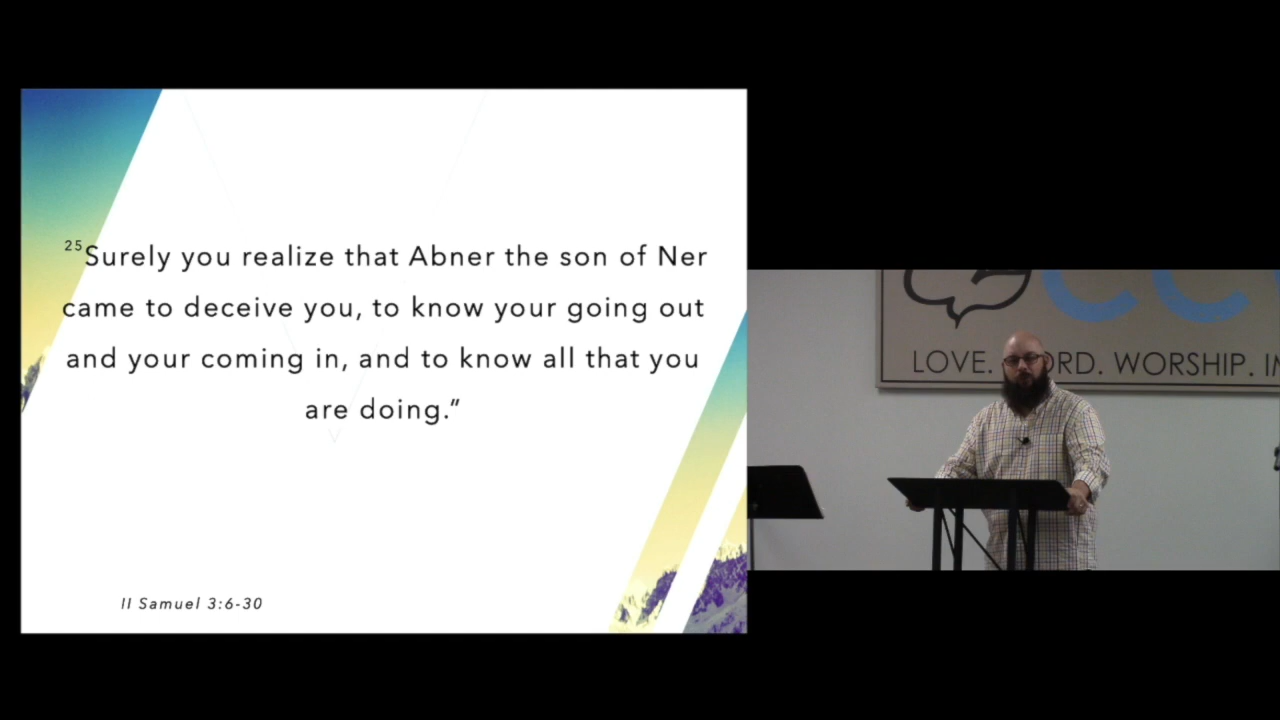 25Surely you realize that Abner the son of Ner
came to deceive you, to know your going out
and your coming in, and to know all that you
are doing.”
II Samuel 3:6-30
LOVE. WORSHIP.